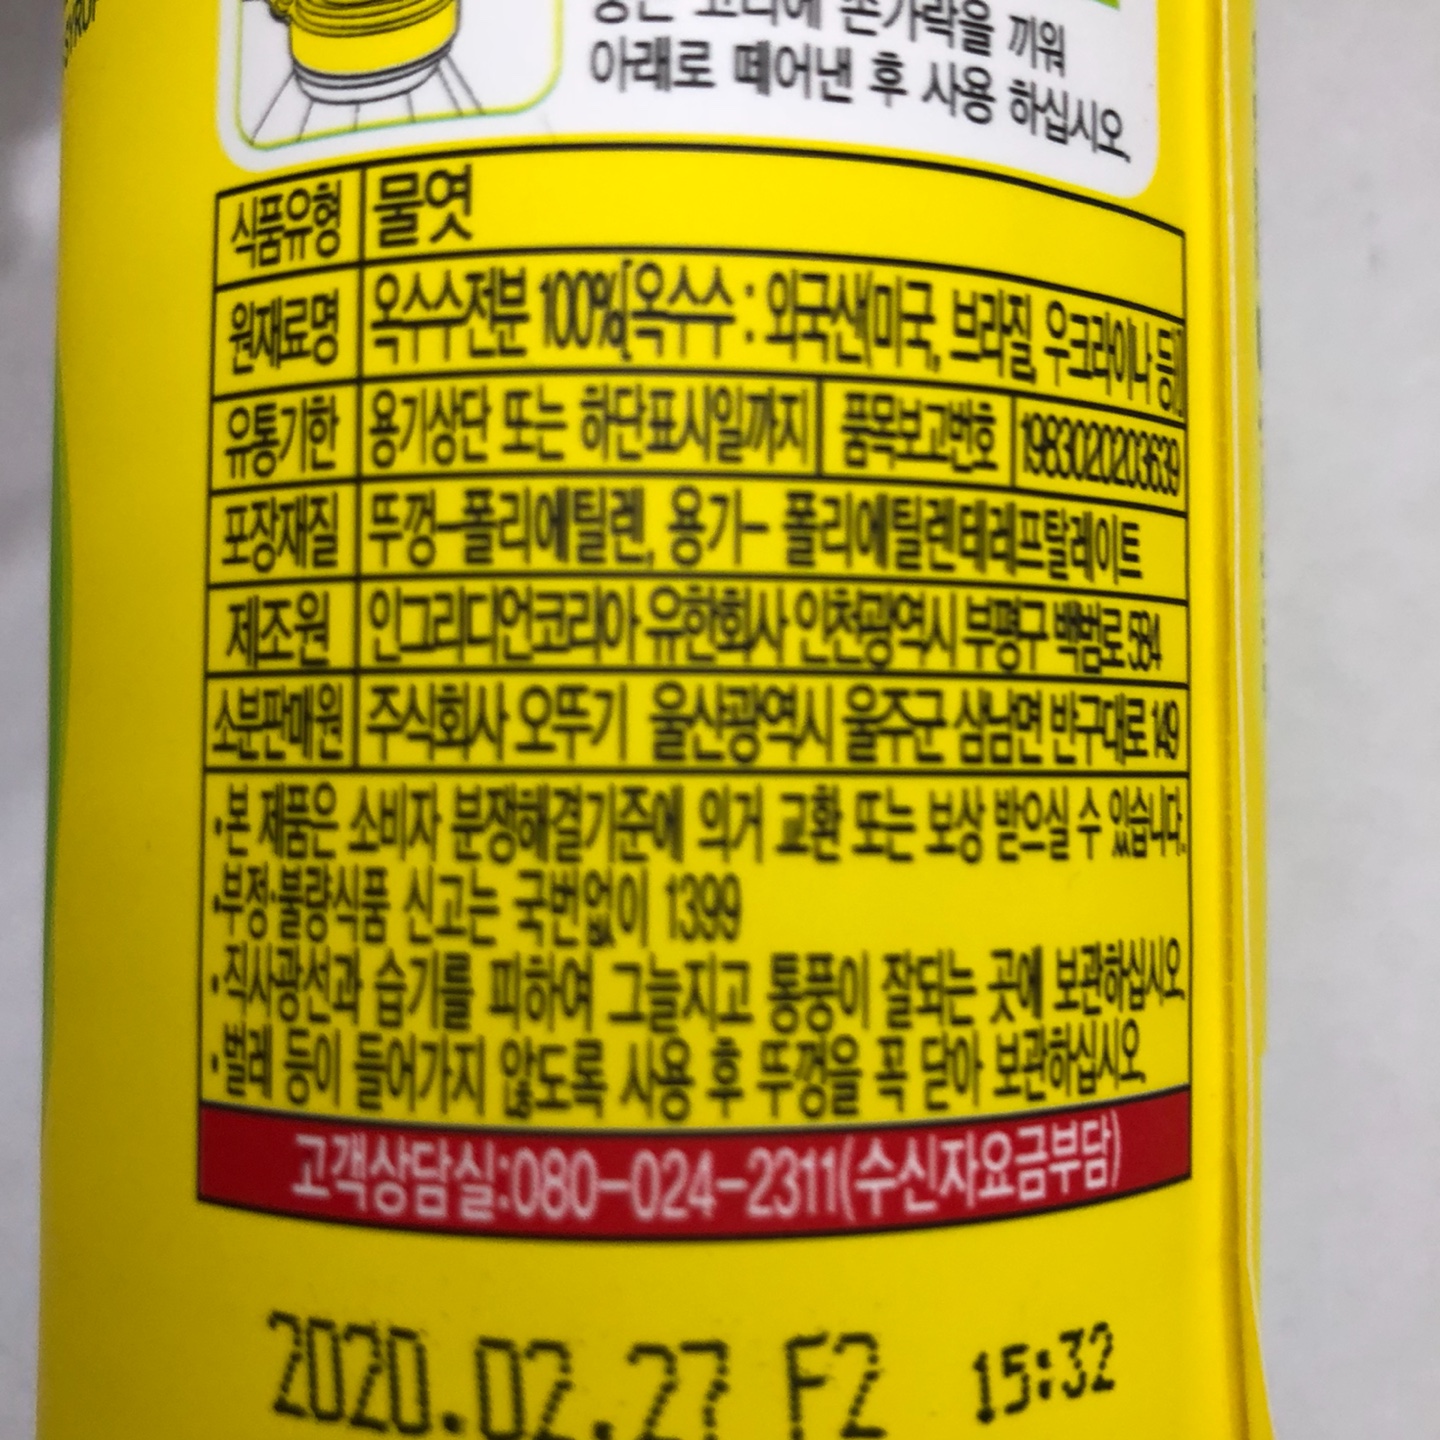 SYRUP
손가락을 끼워
아래로 떼어낸 후 사용 하십시오.
식품유형 물엿
원재료명 옥수수전분 100%[옥수수 : 외국산(미국, 브라질, 우크라이나 등)]
유통기한 용기상단 또는 하단표시일까지 품목보고번호 1983020203639
포장재질 뚜껑-폴리에틸렌, 용기- 폴리에틸렌테레프탈레이트
제조원 인그리디언코리아 유한회사 인천광역시 부평구 백범로 584
소분판매원 주식회사 오뚜기 울산광역시 울주군 삼남면 반구대로 149
·본 제품은 소비자 분쟁해결기준에 의거 교환 또는 보상 받으실 수 있습니다.
·부정·불량식품 신고는 국번없이 1399
·직사광선과 습기를 피하여 그늘지고 통풍이 잘되는 곳에 보관하십시오.
·벌레 등이 들어가지 않도록 사용 후 뚜껑을 꼭 닫아 보관하십시오.
고객상담실:080-024-2311(수신자요금부담)
2020.02.27 F2 15:32